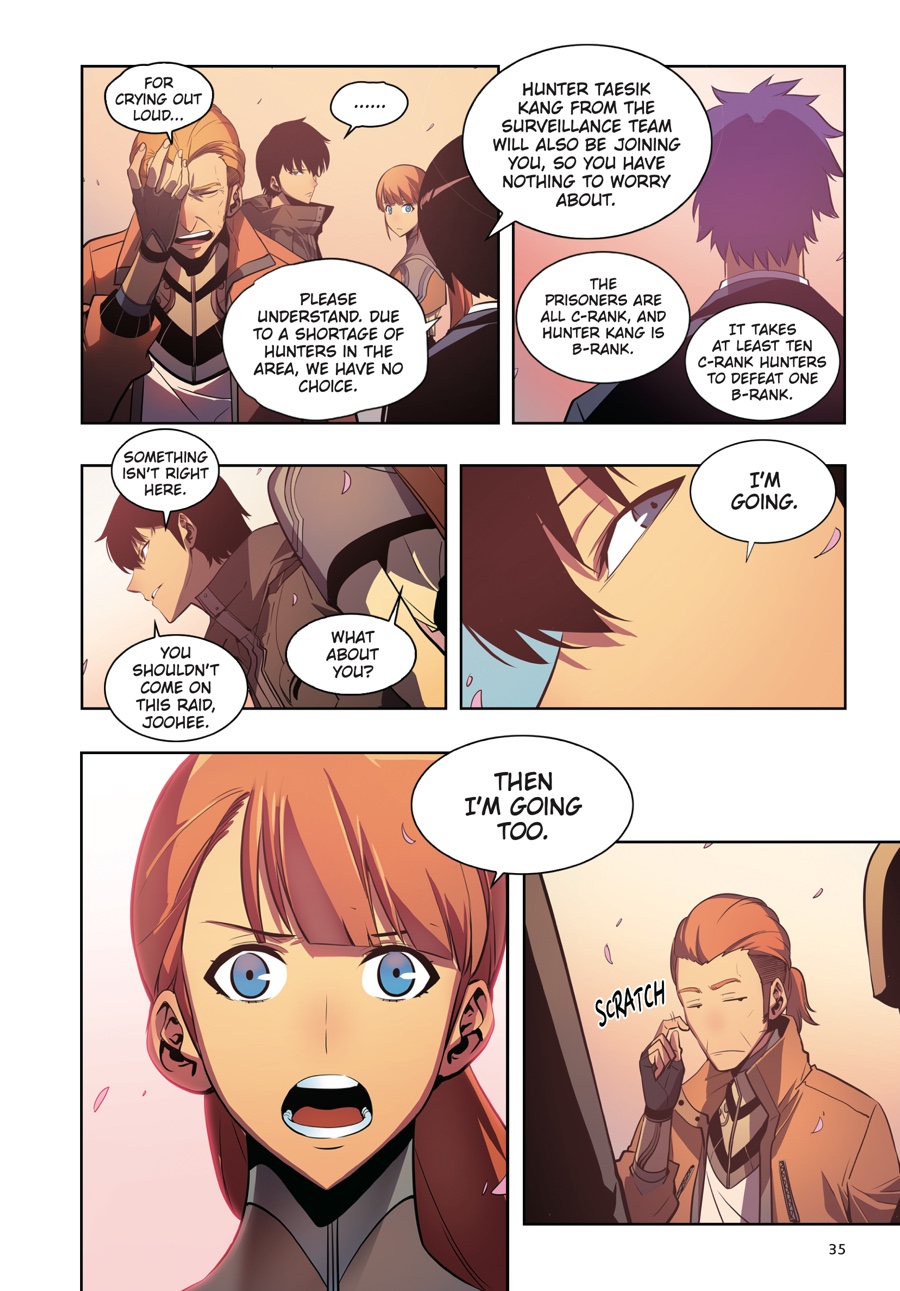 FOR
CRYING OUT
LOUD...
......
PLEASE
UNDERSTAND. DUE
TO A SHORTAGE OF
HUNTERS IN THE
AREA, WE HAVE NO
CHOICE.
HUNTER TAESIK
KANG FROM THE
SURVEILLANCE TEAM
WILL ALSO BE JOINING
YOU, SO YOU HAVE
NOTHING TO WORRY
ABOUT.
THE
PRISONERS ARE
ALL C-RANK, AND
HUNTER KANG IS
B-RANK.
IT TAKES
AT LEAST TEN
C-RANK HUNTERS
TO DEFEAT ONE
B-RANK.
SOMETHING
ISN'T RIGHT
HERE.
YOU
SHOULDN'T
COME ON
THIS RAID,
JOOHEE.
WHAT
ABOUT
YOU?
I'M
GOING.
THEN
I'M GOING
TOO.
SCRATCH
35